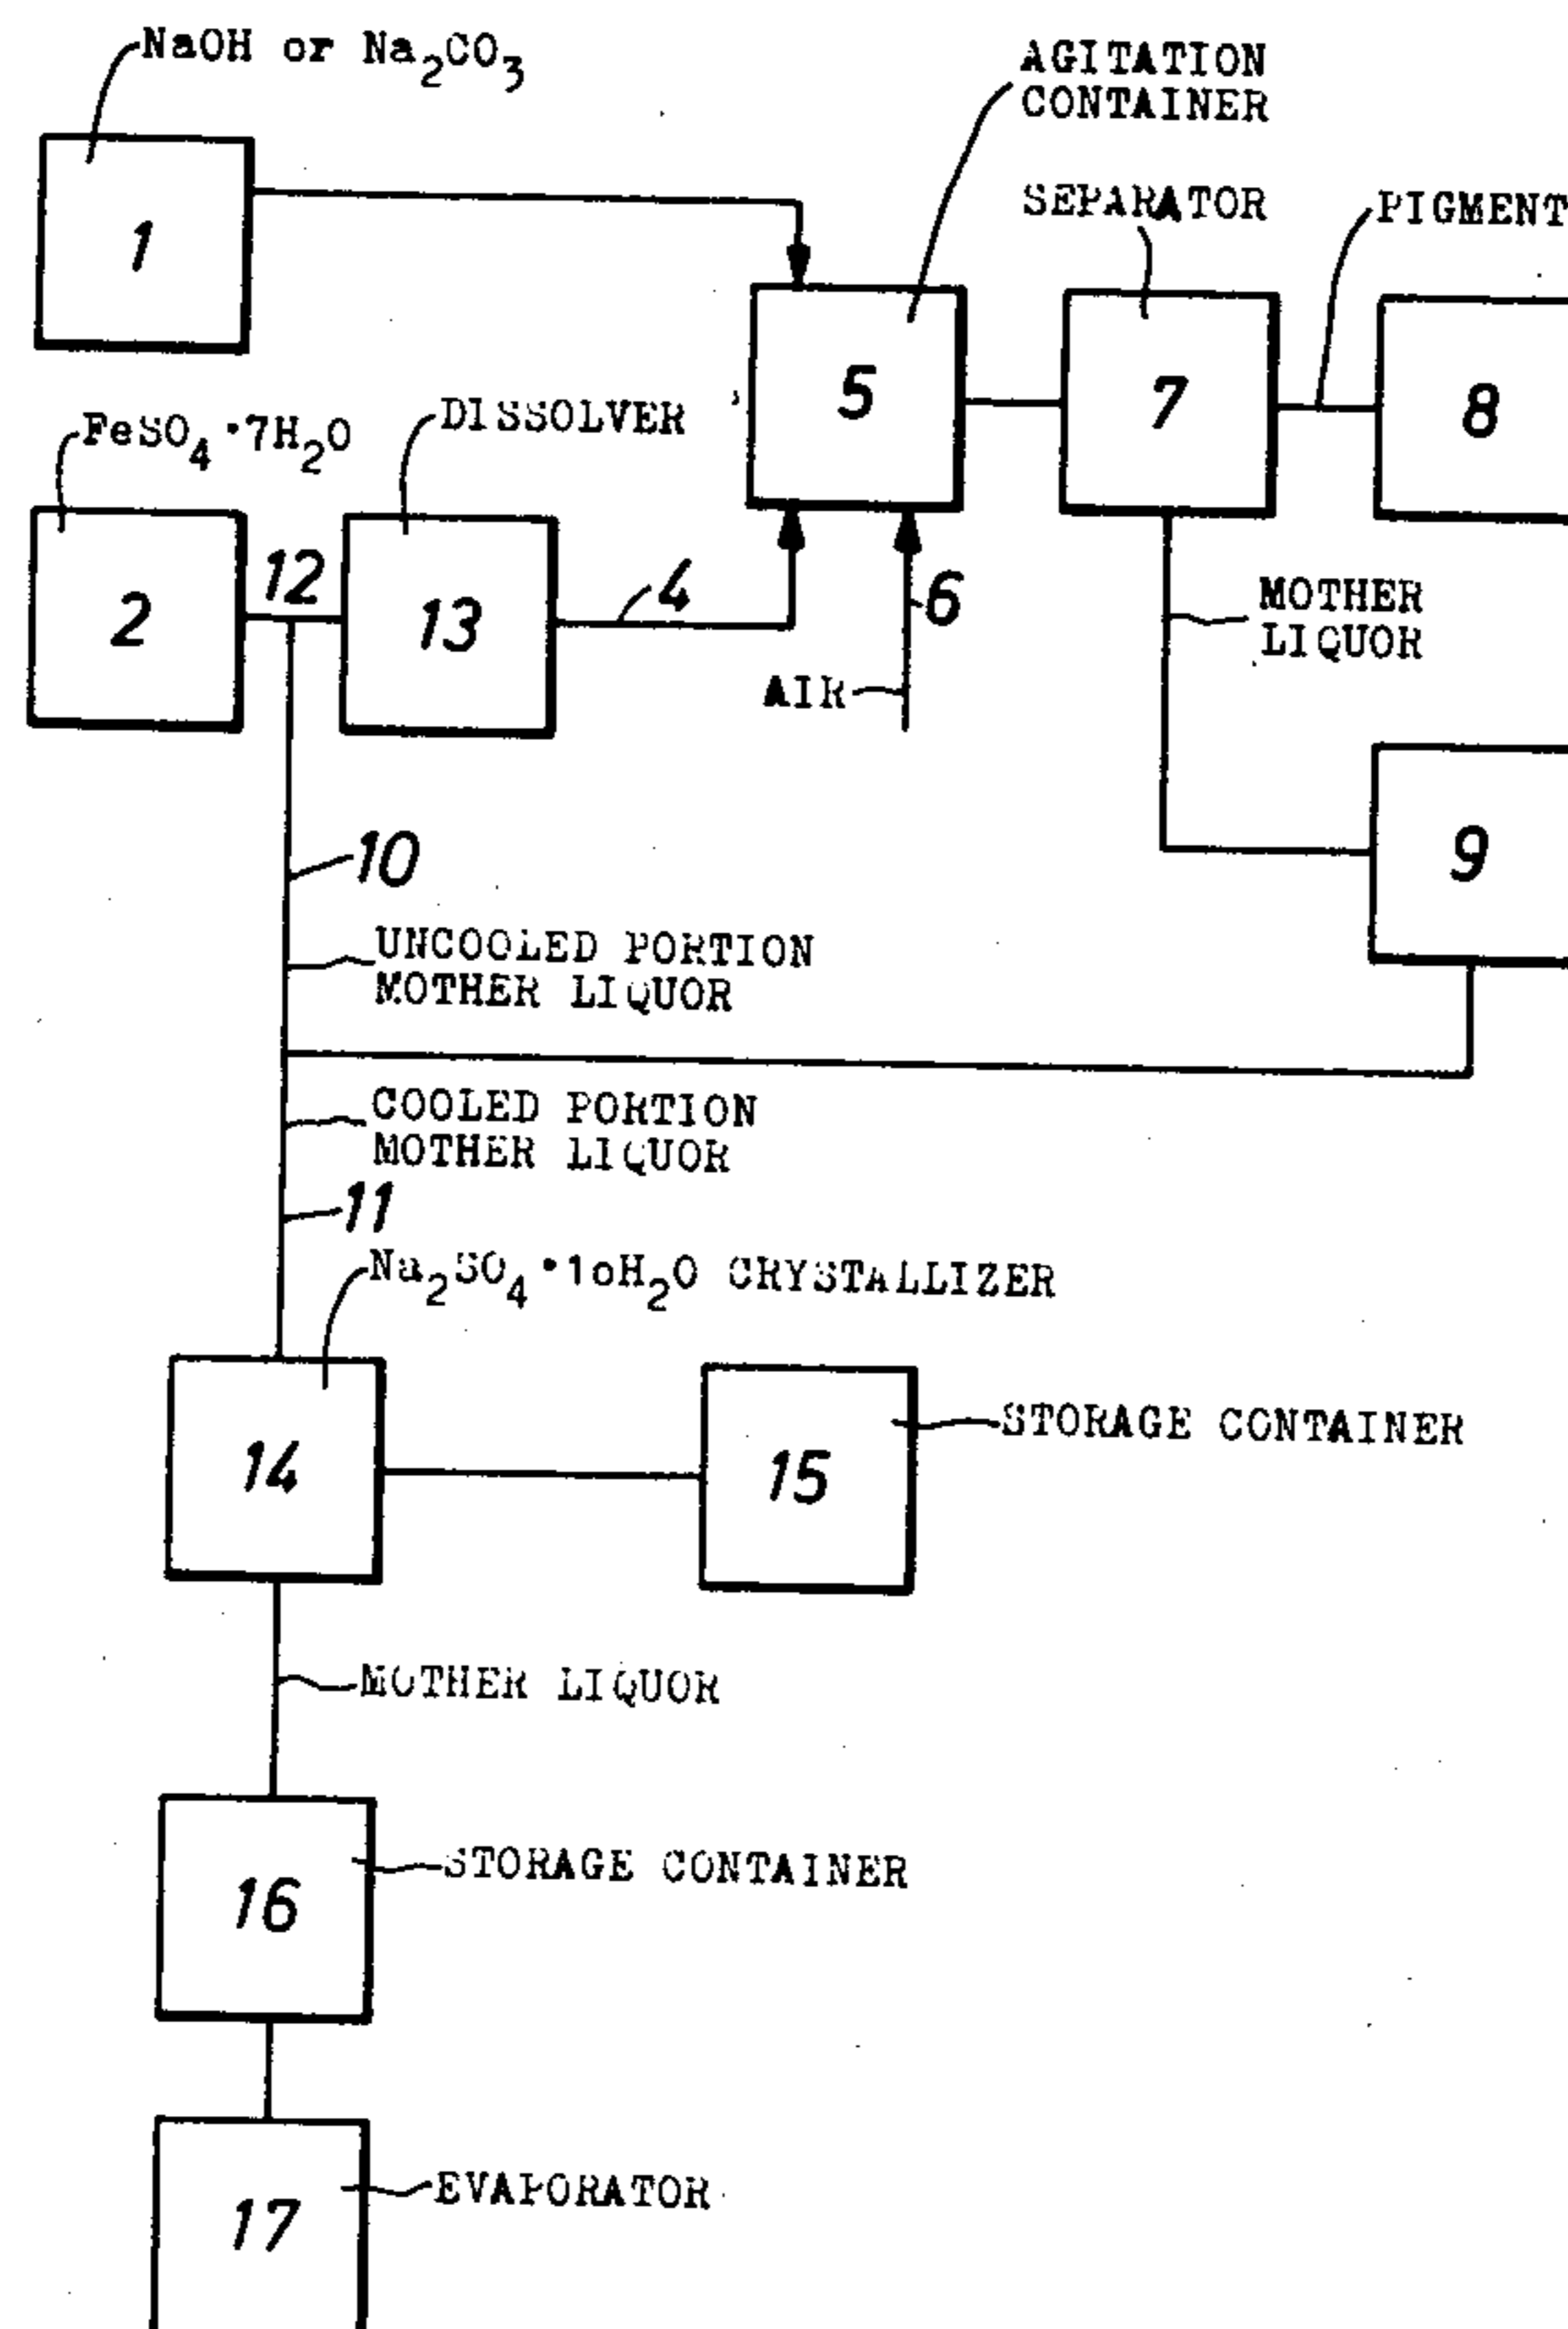 NaOH or Na2CO3
AGITATION
CONTAINER
1
SEPARATOR
PIGMENT
5
7
8
FeSO4·7H2O
DISSOLVER
2
12
13
4
6
AIR
MOTHER
LIQUOR
9
10
UNCOOLED PORTION
MOTHER LIQUOR
COOLED PORTION
MOTHER LIQUOR
11
Na2SO4·10H2O CRYSTALLIZER
14
15
STORAGE CONTAINER
MOTHER LIQUOR
16
STORAGE CONTAINER
17
EVAPORATOR